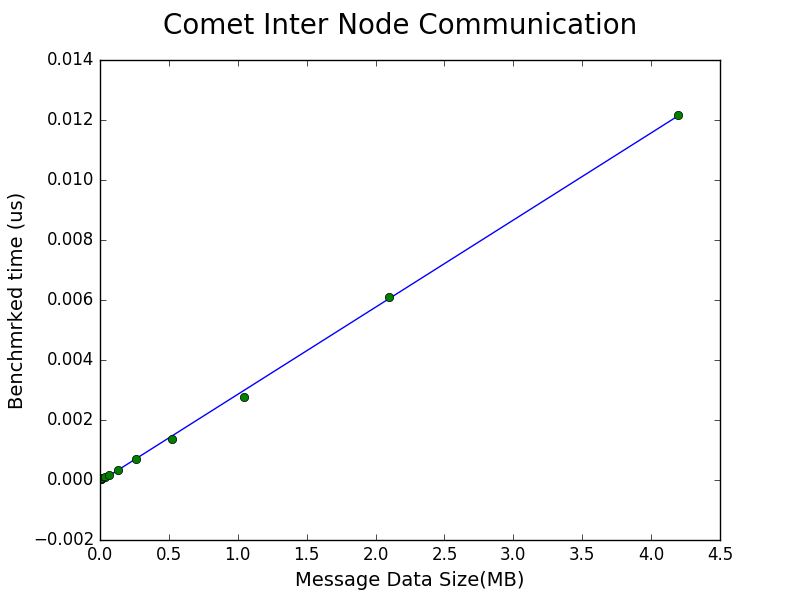 Comet Inter Node Communication
0.014
0.012
0.010
0.008
0.006
0.004
0.002
0.000
−0.002
Benchmrked time (us)
0.0 0.5 1.0 1.5 2.0 2.5 3.0 3.5 4.0 4.5
Message Data Size(MB)